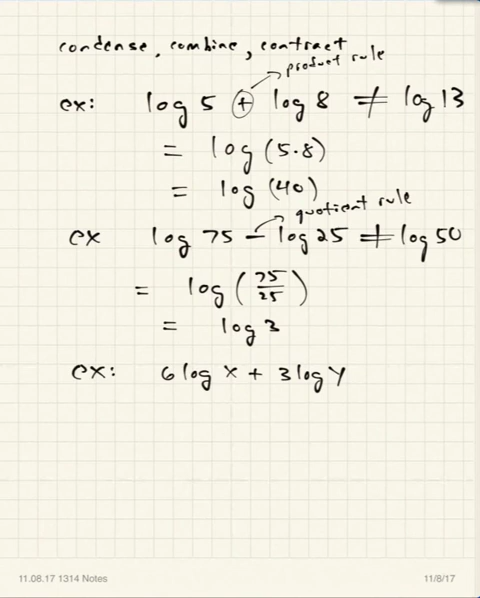 condense, combine, contract
product rule
ex: log 5 + log 8 ≠ log 13
= log (5·8)
= log (40)
quotient rule
ex log 75 - log 25 ≠ log 50
= log (75/25)
= log 3
ex: 6 log x + 3 log y
11.08.17 1314 Notes 11/8/17